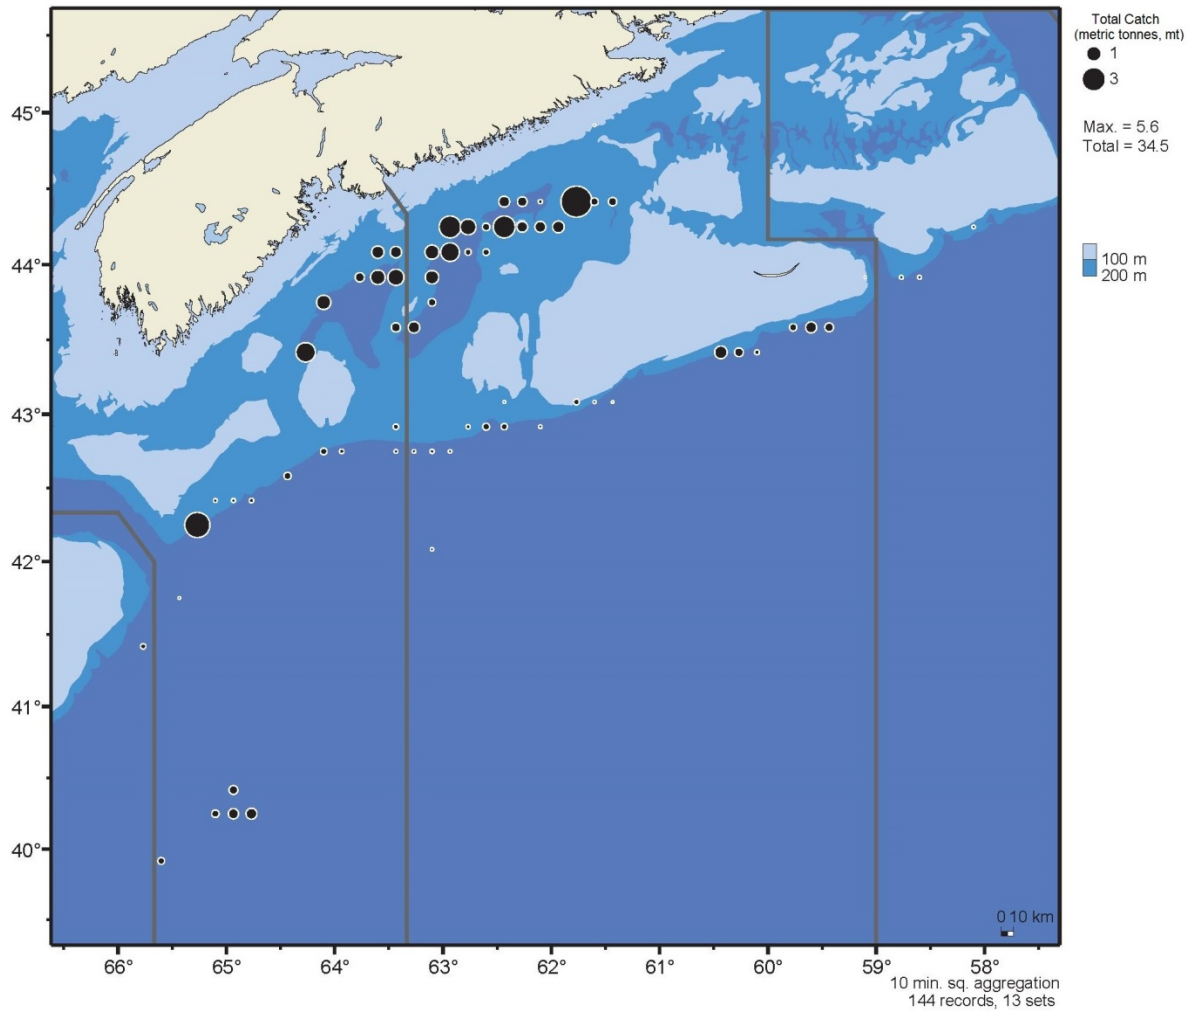 Total Catch
(metric tonnes, mt)
1
3
Max. = 5.6
Total = 34.5
100 m
200 m
45°
44°
43°
42°
41°
40°
0 10 km
66°
65°
64°
63°
62°
61°
60°
59°
58°
10 min. sq. aggregation
144 records, 13 sets